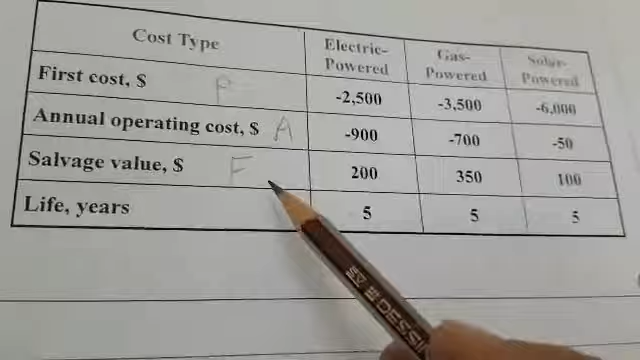 Cost Type Electric-Powered Gas-Powered Solar-Powered
First cost, $ P -2,500 -3,500 -6,000
Annual operating cost, $ A -900 -700 -50
Salvage value, $ F 200 350 100
Life, years 5 5 5